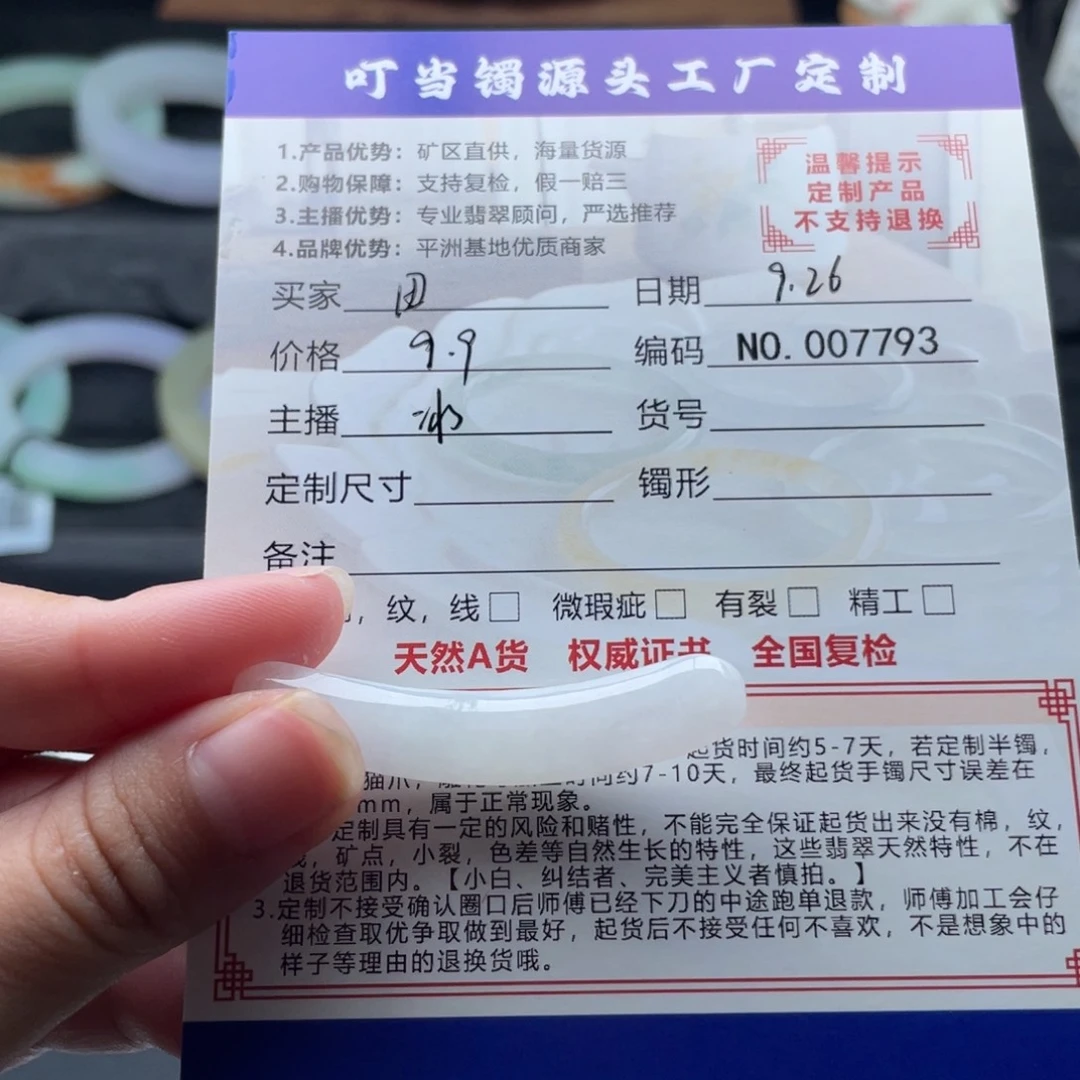 叮当镯源头工厂定制
1.产品优势：矿区直供，海量货源
2.购物保障：支持复检，假一赔三
3.主播优势：专业翡翠顾问，严选推荐
4.品牌优势：平洲基地优质商家
温馨提示
定制产品
不支持退换
买家 田 日期 9.26
价格 9.9 编码 NO.007793
主播 冰 货号
定制尺寸 镯形
备注
，纹，线□ 微瑕疵□ 有裂□ 精工□
天然A货 权威证书 全国复检
起货时间约5-7天，若定制半镯，
猫爪，时间约7-10天，最终起货手镯尺寸误差在
mm，属于正常现象。
定制具有一定的风险和赌性，不能完全保证起货出来没有棉，纹，
线，矿点，小裂，色差等自然生长的特性，这些翡翠天然特性，不在
退货范围内。【小白、纠结者、完美主义者慎拍。】
3.定制不接受确认圈口后师傅已经下刀的中途跑单退款，师傅加工会仔
细检查取优争取做到最好，起货后不接受任何不喜欢，不是想象中的
样子等理由的退换货哦。